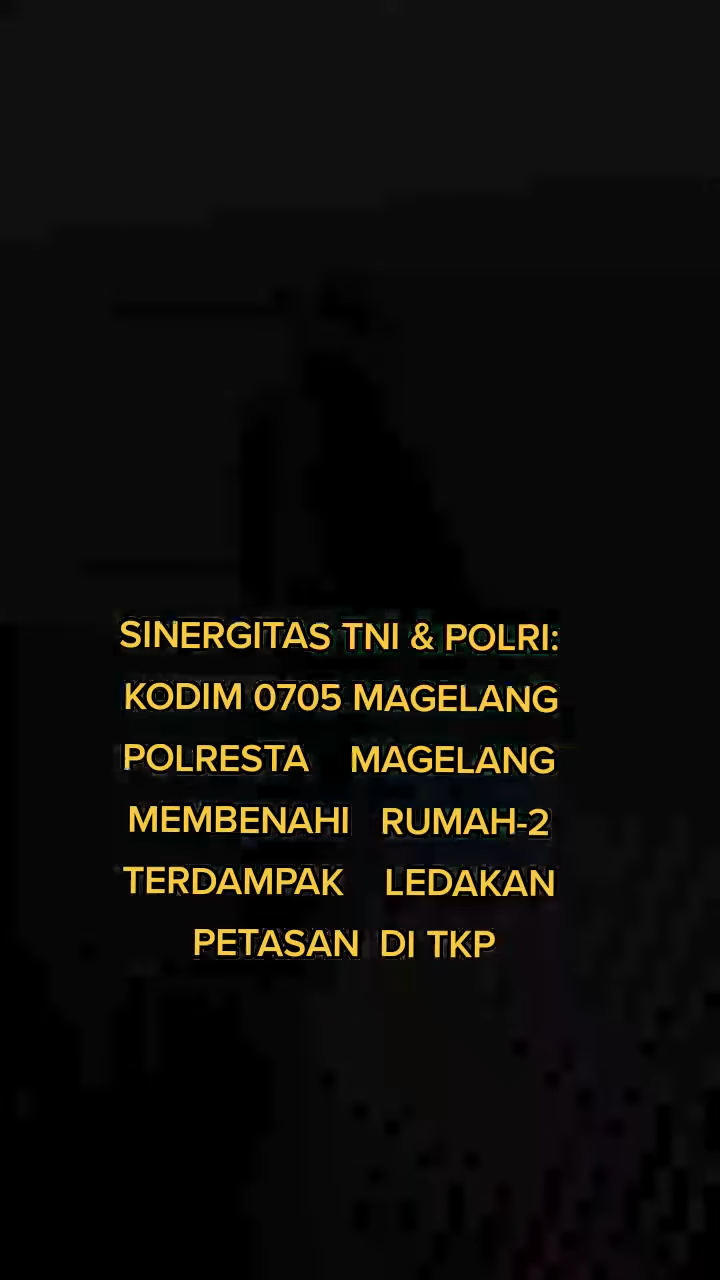 SINERGITAS TNI & POLRI:
KODIM 0705 MAGELANG
POLRESTA MAGELANG
MEMBENAHI RUMAH-2
TERDAMPAK LEDAKAN
PETASAN DI TKP